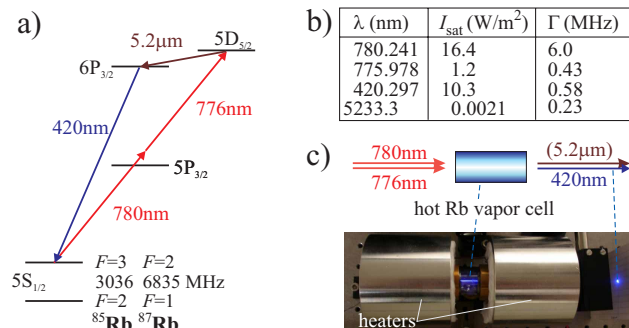 a)
5.2µm
5D5/2
6P3/2
776nm
420nm
5P3/2
780nm
F=3 F=2
5S1/2
3036 6835 MHz
F=2 F=1
85Rb 87Rb
b)
λ (nm) Isat (W/m²) Γ (MHz)
780.241 16.4 6.0
775.978 1.2 0.43
420.297 10.3 0.58
5233.3 0.0021 0.23
c)
780nm
776nm
(5.2µm)
420nm
hot Rb vapor cell
heaters